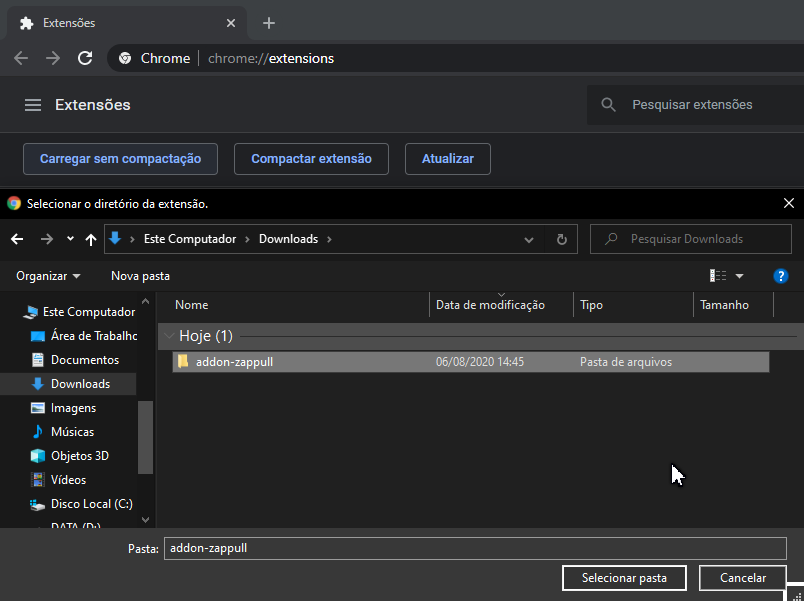 Extensões
Chrome chrome://extensions
Extensões Pesquisar extensões
Carregar sem compactação Compactar extensão Atualizar
Selecionar o diretório da extensão.
Este Computador Downloads Pesquisar Downloads
Organizar Nova pasta
Nome Data de modificação Tipo Tamanho
Este Computador
Hoje (1)
Área de Trabalho
addon-zappull 06/08/2020 14:45 Pasta de arquivos
Documentos
Downloads
Imagens
Músicas
Objetos 3D
Vídeos
Disco Local (C:)
DATA (D:)
Pasta: addon-zappull
Selecionar pasta Cancelar